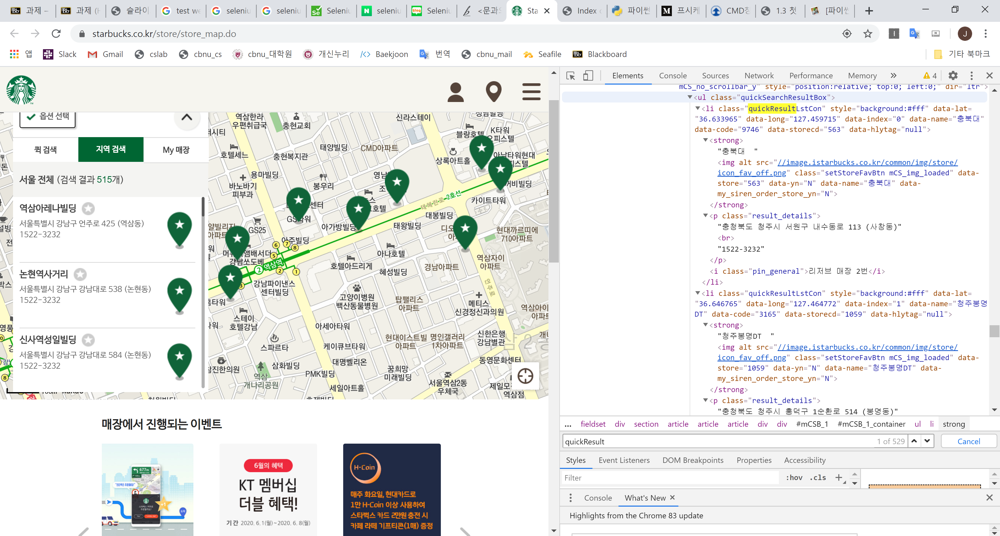 과제 –
과제 (
슬라이
test we
seleniu
seleniu
Seleniu
seleniu
Seleniu
<문과
Sta
Index
파이썬
프시케
CMD창
1.3 첫
[파이썬
starbucks.co.kr/store/store_map.do
J
앱
Slack
Gmail
cslab
cbnu_cs
cbnu_대학원
개신누리
Baekjoon
번역
cbnu_mail
Seafile
Blackboard
기타 북마크
옵션 선택
퀵 검색
지역 검색
My 매장
서울 전체 (검색 결과 515개)
역삼아레나빌딩
서울특별시 강남구 언주로 425 (역삼동)
1522-3232
논현역사거리
서울특별시 강남구 강남대로 538 (논현동)
1522-3232
신사역성일빌딩
서울특별시 강남구 강남대로 584 (논현동)
1522-3232
역삼한라
우편취급국
충현교회
신라스테이
K타워
블랑호텔
태양빌딩
CMD아파트
호텔세느
충현복지관
상록아트홀
아남타워현대
용마빌딩
바노바기
피부과
봉우리
카이트타워
테헤란로 2호선
대봉빌딩
GS25
아가방빌딩
태왕빌딩
현대까르띠에
710아파트
아주빌딩
6
7
8
5
강남쏘도베
2 역삼역
2
1
3
아나호텔
호텔아드리게
혜성빌딩
경남아파트
역삼자이
아파트
언주로
강남파이낸스
센터빌딩
고양이병원
백산동물병원
탑팰리스
아파트
메티스
신경정신과의원
스테이
호텔강남
아세아타워
현대이스트빌
아파트
명인갤러리
1차아파트
신한은행
강남별관
스파르타
케이큐브타워
삼화빌딩
대명벨리온
동영문화센터
PMK빌딩
꿈희망
미래빌딩
역삼
개나리공원
세일아트홀
서울역삼2동
우체국
역삼점
매장에서 진행되는 이벤트
677m
+1
6월의 혜택
KT 멤버십
더블 혜택!
기 간 2020. 6. 1(월) ~ 2020. 6. 8(월)
H-Coin
매주 화요일, 현대카드로
1만 H-Coin 이상 사용하여
스타벅스 카드 2만원 충전 시
카페 라떼 기프티콘(1매) 증정
Elements
Console
Sources
Network
Performance
Memory
4
mCS_no_scrollbar_y" style="position:relative; top:0; left:0;" dir="ltr">
<ul class="quickSearchResultBox">
<li class="quickResultLstCon" style="background:#fff" data-lat=
"36.633965" data-long="127.459715" data-index="0" data-name="충북대"
data-code="9746" data-storecd="563" data-hlytag="null">
<strong>
"충북대  "
<img alt src="//image.istarbucks.co.kr/common/img/store/
icon_fav_off.png" class="setStoreFavBtn mCS_img_loaded" data-
store="563" data-yn="N" data-name="충북대" data-
my_siren_order_store_yn="N">
</strong>
<p class="result_details">
"충청북도 청주시 서원구 내수동로 113 (사창동)"
<br>
"1522-3232"
</p>
<i class="pin_general">리저브 매장 2번</i>
</li>
<li class="quickResultLstCon" style="background:#fff" data-lat=
"36.646765" data-long="127.464772" data-index="1" data-name="청주봉명
DT" data-code="3165" data-storecd="1059" data-hlytag="null">
<strong>
"청주봉명DT  "
<img alt src="//image.istarbucks.co.kr/common/img/store/
icon_fav_off.png" class="setStoreFavBtn mCS_img_loaded" data-
store="1059" data-yn="N" data-name="청주봉명DT" data-
my_siren_order_store_yn="N">
</strong>
<p class="result_details">
"충청북도 청주시 흥덕구 1순환로 514 (봉명동)"
... fieldset div section article article article div div #mCSB_1 #mCSB_1_container ul li strong
quickResult
1 of 529
Cancel
Styles
Event Listeners
DOM Breakpoints
Properties
Accessibility
Filter
:hov .cls +
Console
What's New
Highlights from the Chrome 83 update